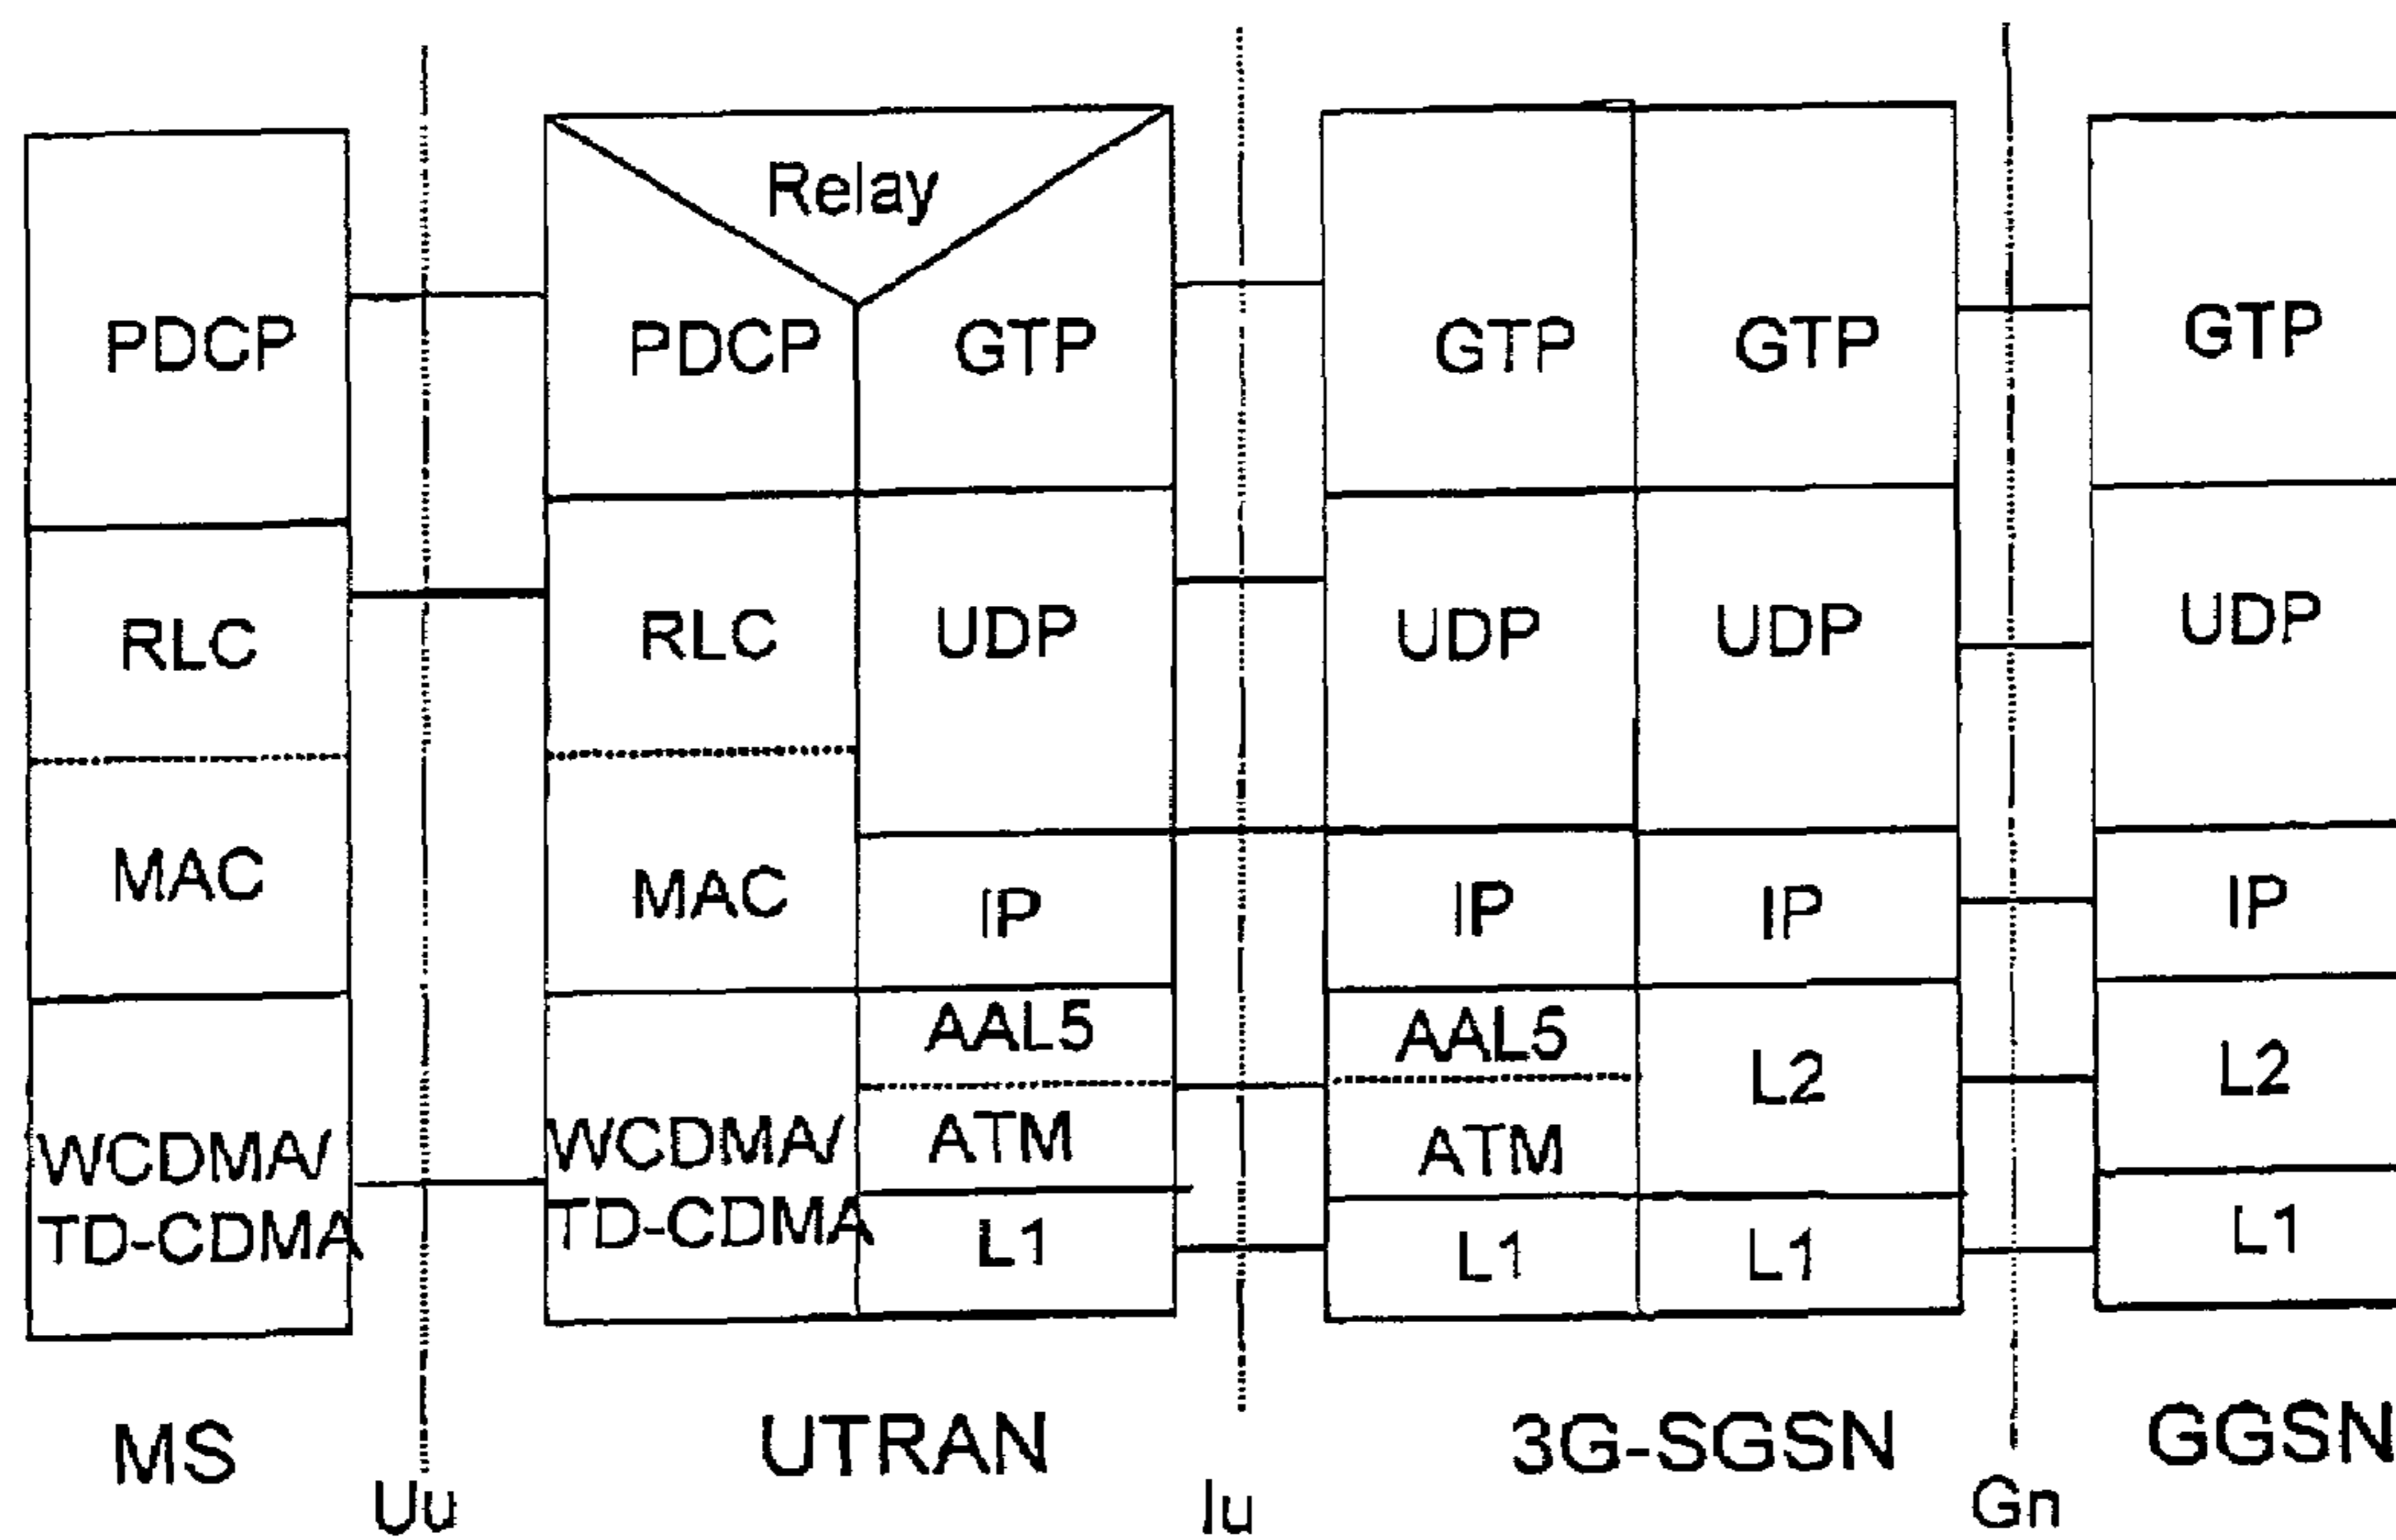 Relay
PDCP
PDCP
GTP
GTP
GTP
GTP
RLC
RLC
UDP
UDP
UDP
UDP
MAC
MAC
IP
IP
IP
IP
AAL5
AAL5
L2
L2
WCDMA/
TD-CDMA
WCDMA/
TD-CDMA
ATM
ATM
L1
L1
L1
L1
MS
UTRAN
3G-SGSN
GGSN
Uu
Iu
Gn